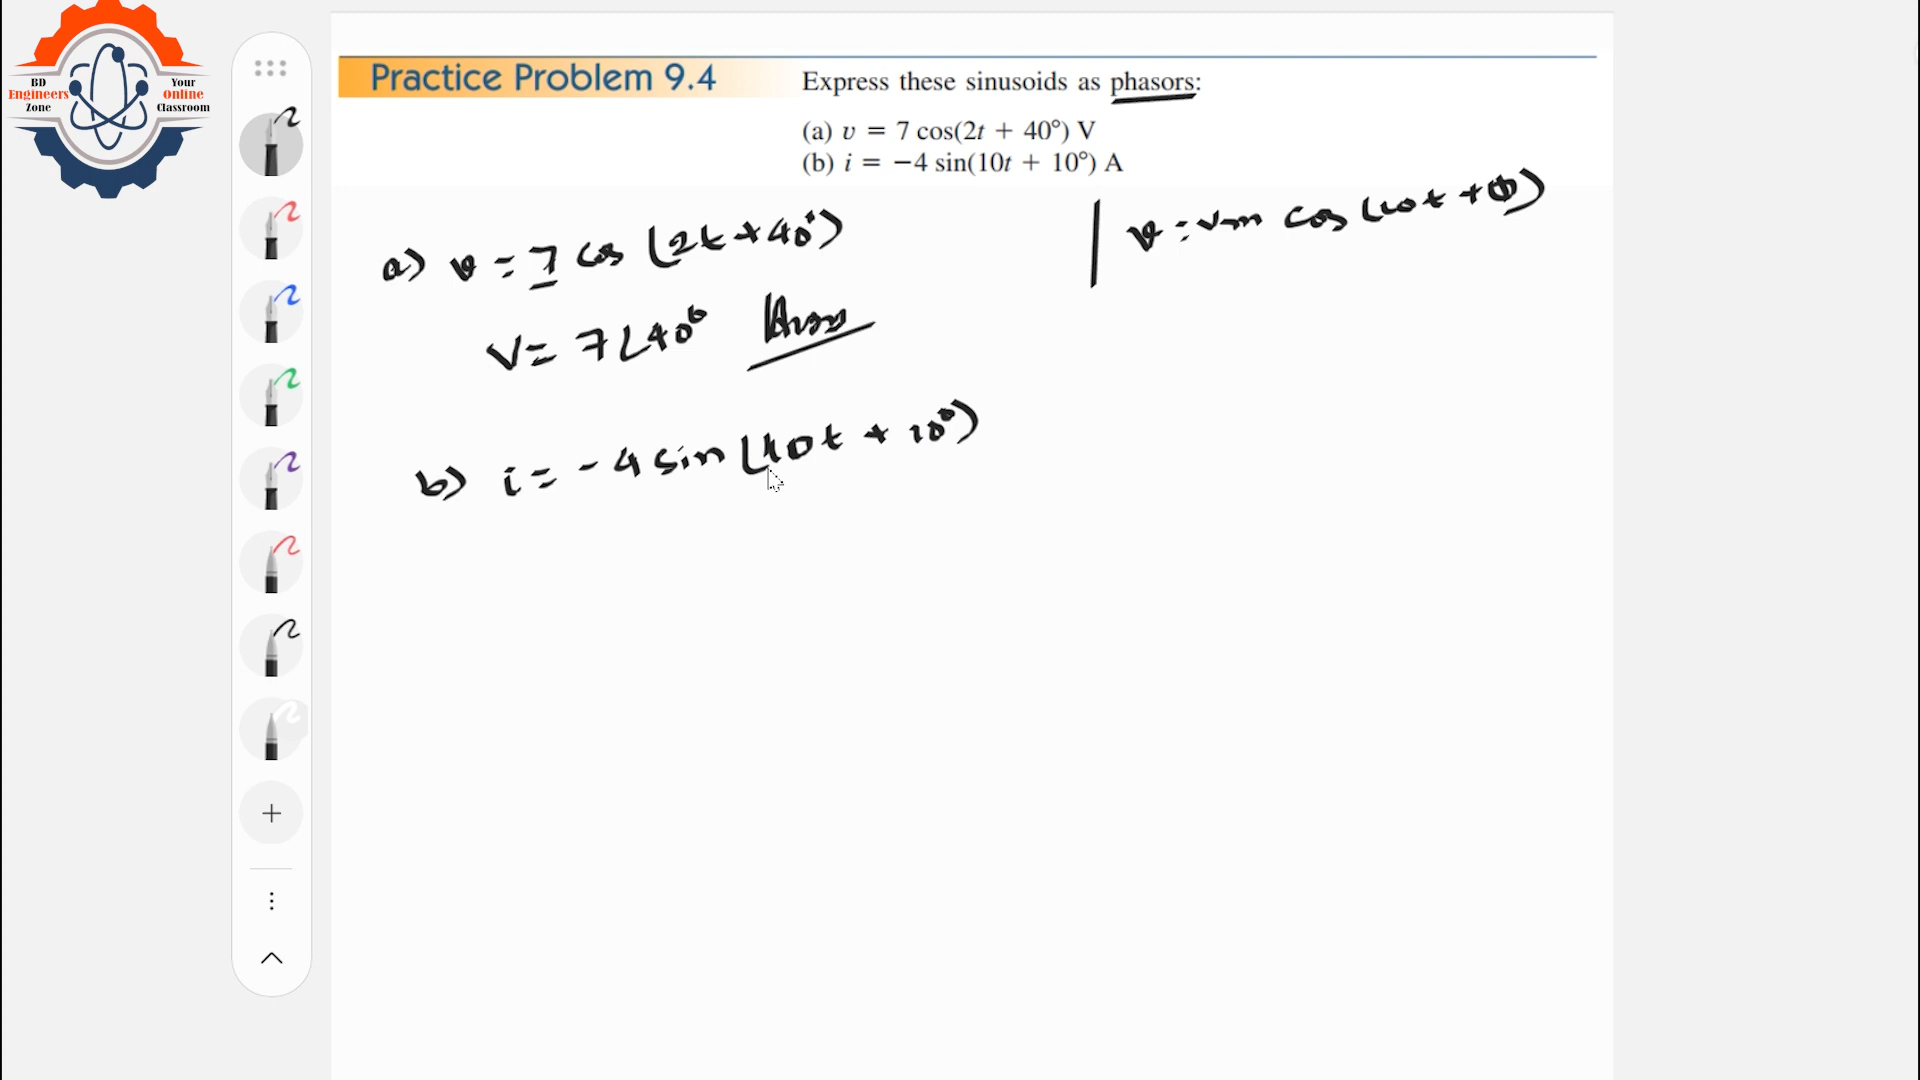 BD
Engineers
Zone
Your
Online
Classroom
Practice Problem 9.4
Express these sinusoids as phasors:
(a) v = 7 cos(2t + 40°) V
(b) i = −4 sin(10t + 10°) A
v = Vm cos(ωt + Φ)
a) v = 7 cos (2t + 40°)
V = 7∠40° Ans
b) i = - 4 sin (10t + 10°)